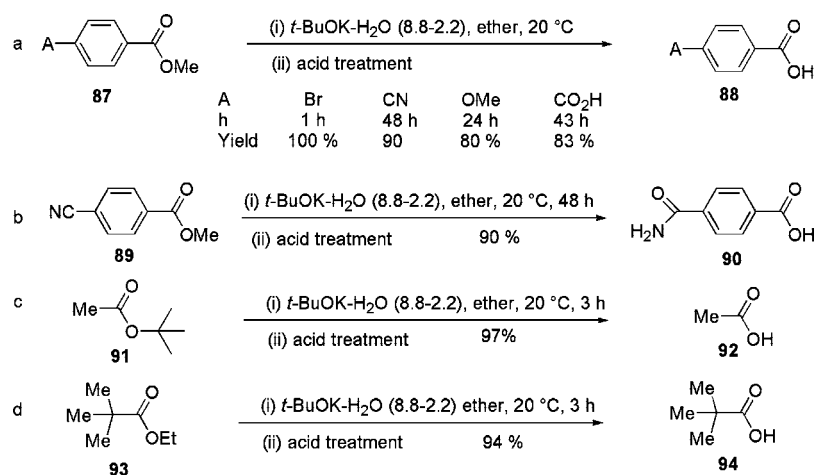 a
A
O
OMe
87
(i) t-BuOK-H2O (8.8-2.2), ether, 20 °C
(ii) acid treatment
A
O
OH
88
A Br CN OMe CO2H
h 1 h 48 h 24 h 43 h
Yield 100 % 90 80 % 83 %
b
NC
O
OMe
89
(i) t-BuOK-H2O (8.8-2.2), ether, 20 °C, 48 h
(ii) acid treatment 90 %
O
H2N
O
OH
90
c
Me
O
O
91
(i) t-BuOK-H2O (8.8-2.2), ether, 20 °C, 3 h
(ii) acid treatment 97%
Me
O
OH
92
d
Me
Me
Me
O
OEt
93
(i) t-BuOK-H2O (8.8-2.2) ether, 20 °C, 3 h
(ii) acid treatment 94 %
Me
Me
Me
O
OH
94